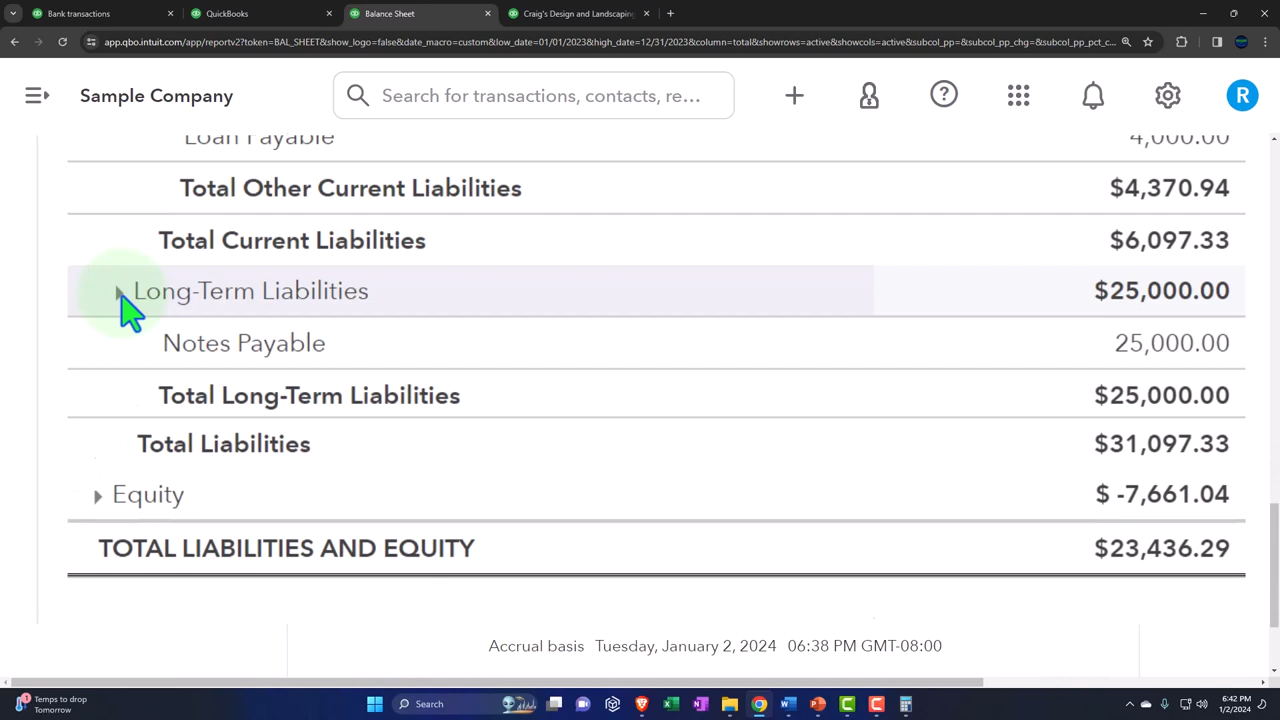 Bank transactions
QuickBooks
Balance Sheet
Craig's Design and Landscaping
app.qbo.intuit.com/app/reportv2?token=BAL_SHEET&show_logo=false&date_macro=custom&low_date=01/01/2023&high_date=12/31/2023&column=total&showrows=active&showcols=active&subcol_pp=&subcol_pp_chg=&subcol_pp_pct_c...
Sample Company
Search for transactions, contacts, re...
R
Loan Payable 4,000.00
Total Other Current Liabilities $4,370.94
Total Current Liabilities $6,097.33
Long-Term Liabilities $25,000.00
Notes Payable 25,000.00
Total Long-Term Liabilities $25,000.00
Total Liabilities $31,097.33
Equity $ -7,661.04
TOTAL LIABILITIES AND EQUITY $23,436.29
Accrual basis Tuesday, January 2, 2024 06:38 PM GMT-08:00
1
Temps to drop
Tomorrow
Search
6:42 PM
1/2/2024